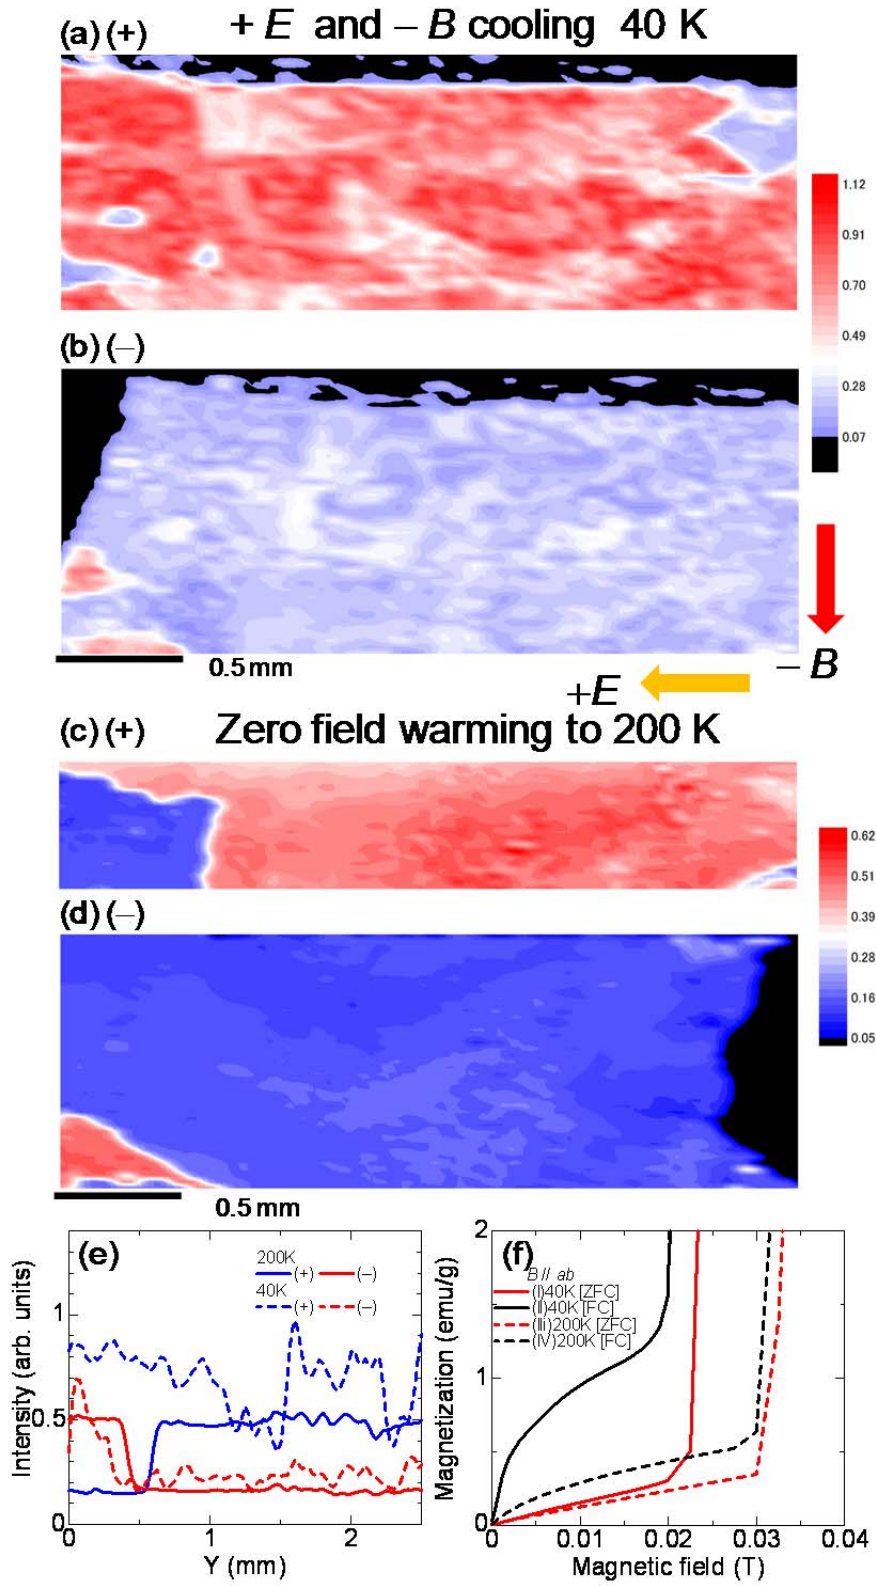 (a) (+) + E and – B cooling 40 K
1.12
0.91
0.70
0.49
0.28
0.07
(b) (–)
0.5 mm
– B
+E
(c) (+) Zero field warming to 200 K
0.62
0.51
0.39
0.28
0.16
0.05
(d) (–)
0.5 mm
(e)
200K
(+) (–)
40K
(+) (–)
Intensity (arb. units)
1
0.5
0
0 1 2
Y (mm)
(f)
B // ab
(I)40K [ZFC]
(II)40K [FC]
(Iii)200K [ZFC]
(IV)200K [FC]
Magnetization (emu/g)
2
1
0
0 0.01 0.02 0.03 0.04
Magnetic field (T)